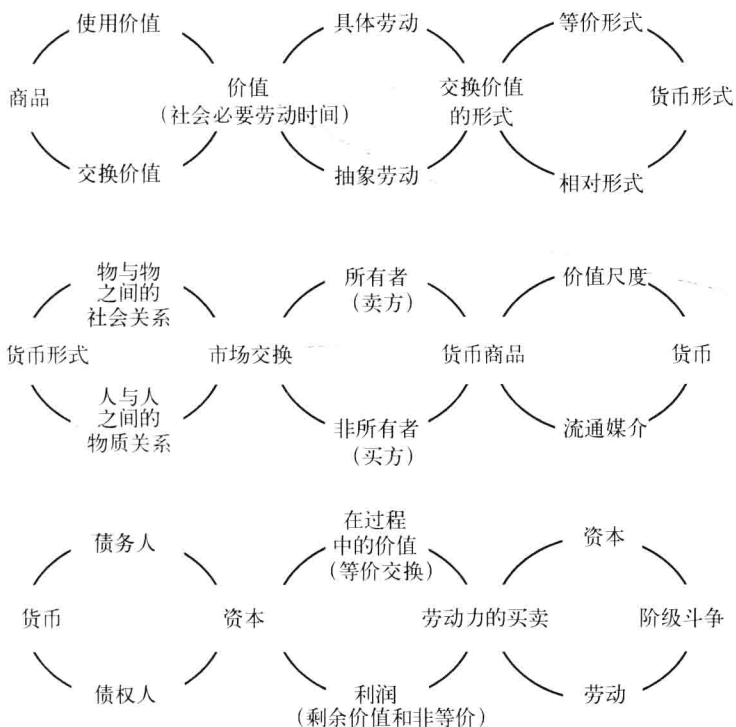 使用价值
具体劳动
等价形式
商品
价值
(社会必要劳动时间)
交换价值
的形式
货币形式
交换价值
抽象劳动
相对形式
物与物
之间的
社会关系
所有者
(卖方)
价值尺度
货币形式
市场交换
货币商品
货币
人与人
之间的
物质关系
非所有者
(买方)
流通媒介
债务人
在过程
中的价值
(等价交换)
资本
货币
资本
劳动力的买卖
阶级斗争
债权人
利润
(剩余价值和非等价)
劳动